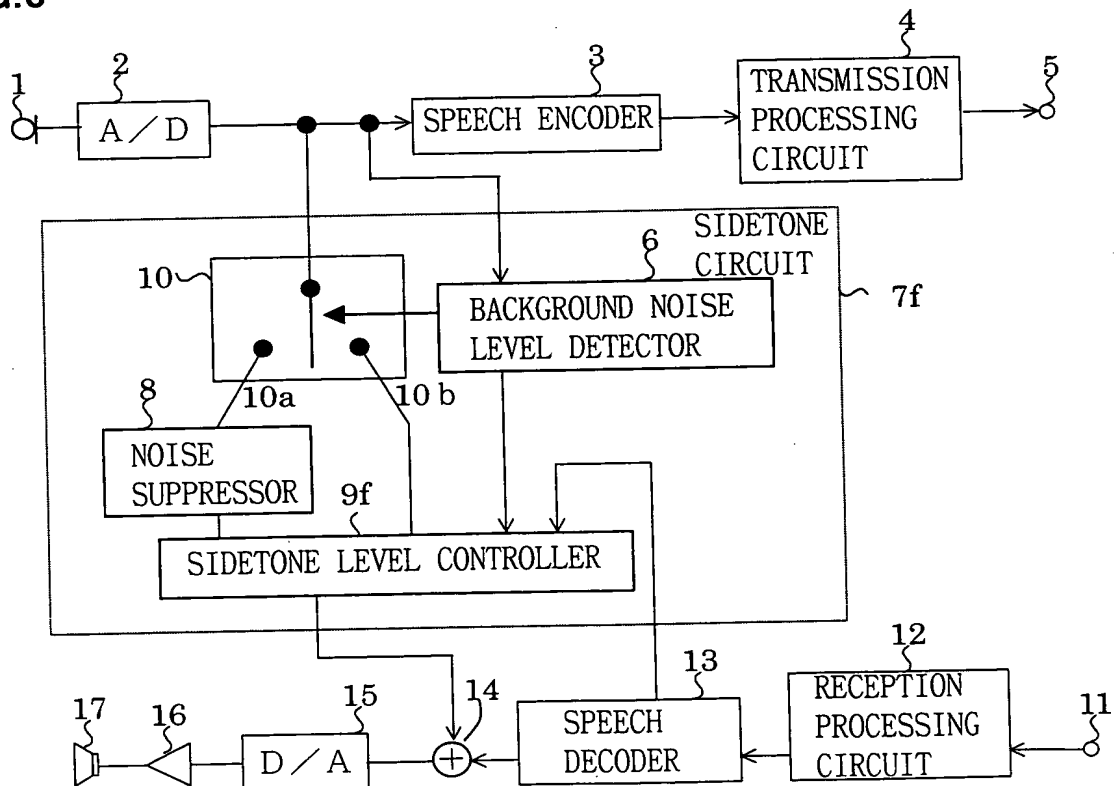 4
2
3
5
1
TRANSMISSION
PROCESSING
CIRCUIT
A/D
SPEECH ENCODER
SIDETONE
CIRCUIT
6
10
7f
BACKGROUND NOISE
LEVEL DETECTOR
10a
10b
8
NOISE
SUPPRESSOR
9f
SIDETONE LEVEL CONTROLLER
12
13
RECEPTION
PROCESSING
CIRCUIT
11
17
16
15
14
SPEECH
DECODER
D/A